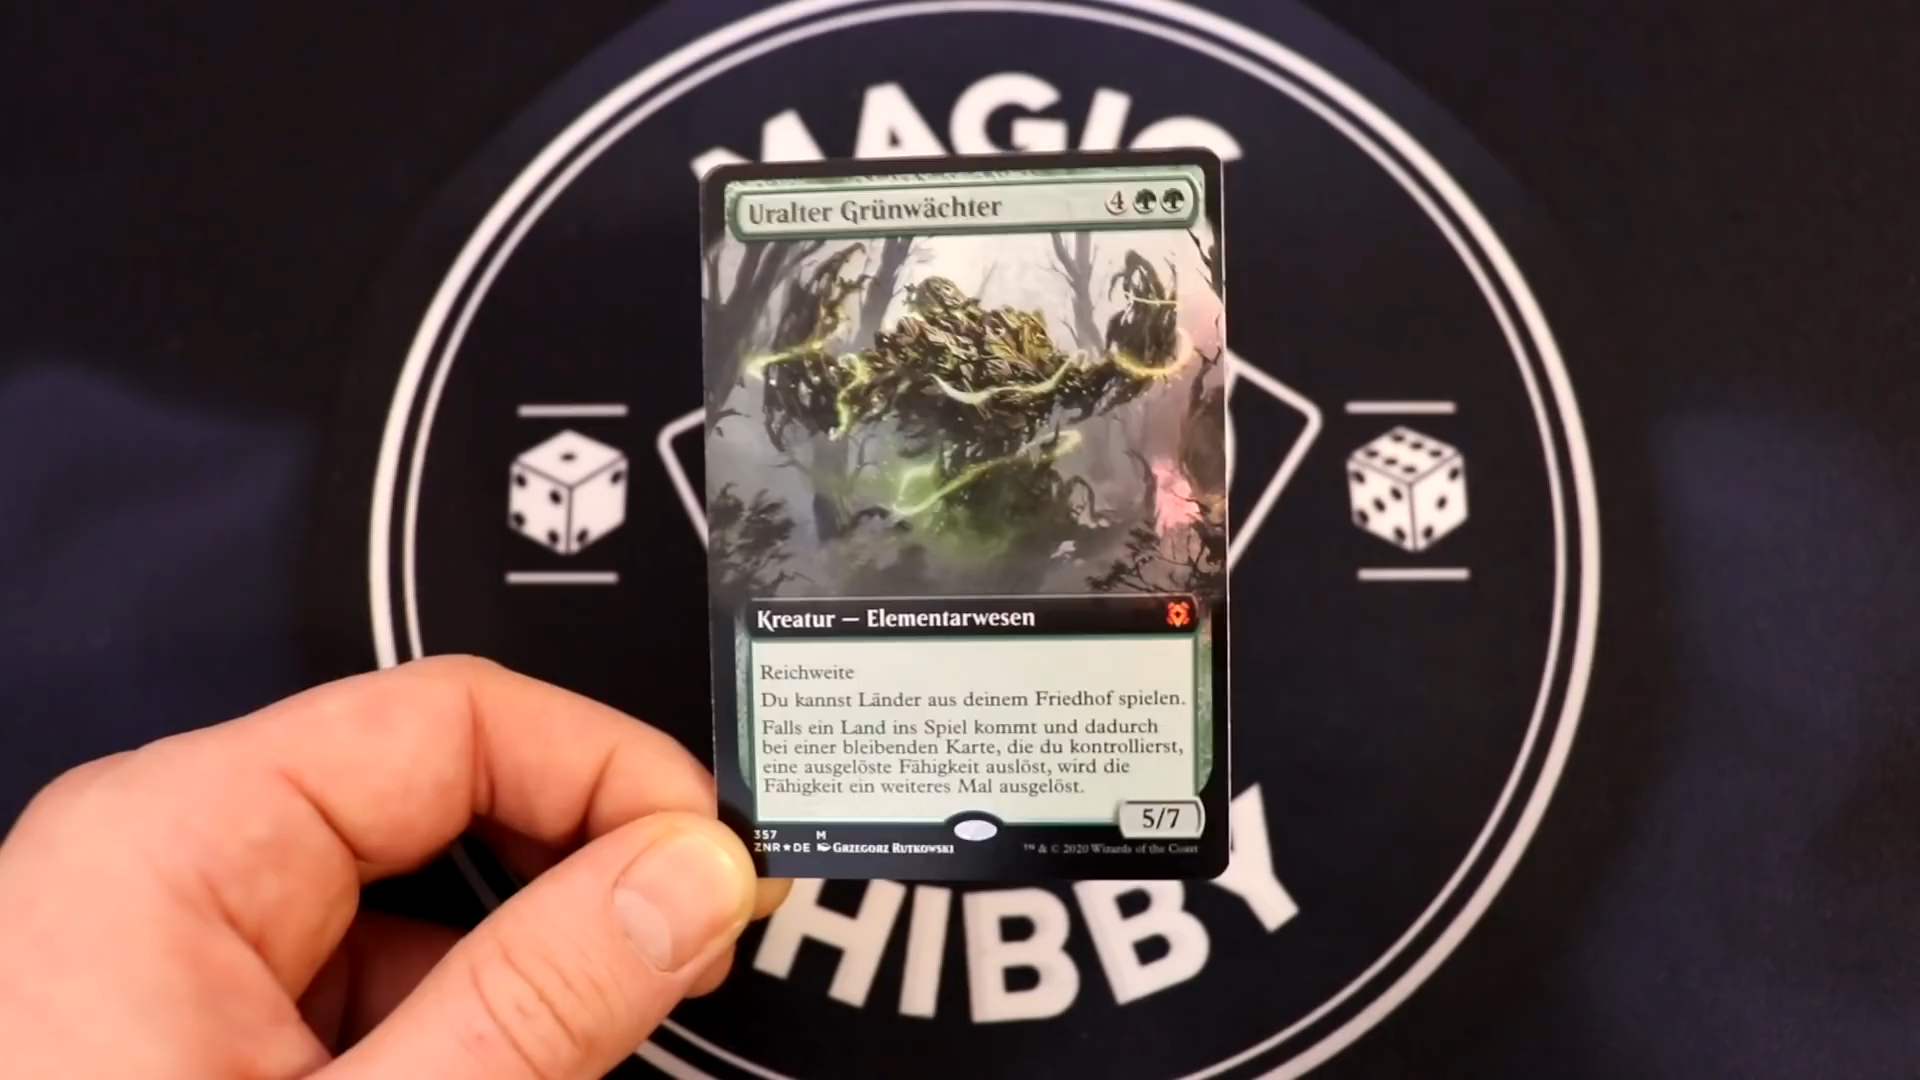 MAGIC
Uralter Grünwächter 4
Kreatur — Elementarwesen
Reichweite
Du kannst Länder aus deinem Friedhof spielen.
Falls ein Land ins Spiel kommt und dadurch
bei einer bleibenden Karte, die du kontrollierst,
eine ausgelöste Fähigkeit auslöst, wird die
Fähigkeit ein weiteres Mal ausgelöst.
5/7
357 M
ZNR★DE GRZEGORZ RUTKOWSKI ™ & © 2020 Wizards of the Coast
HIBBY